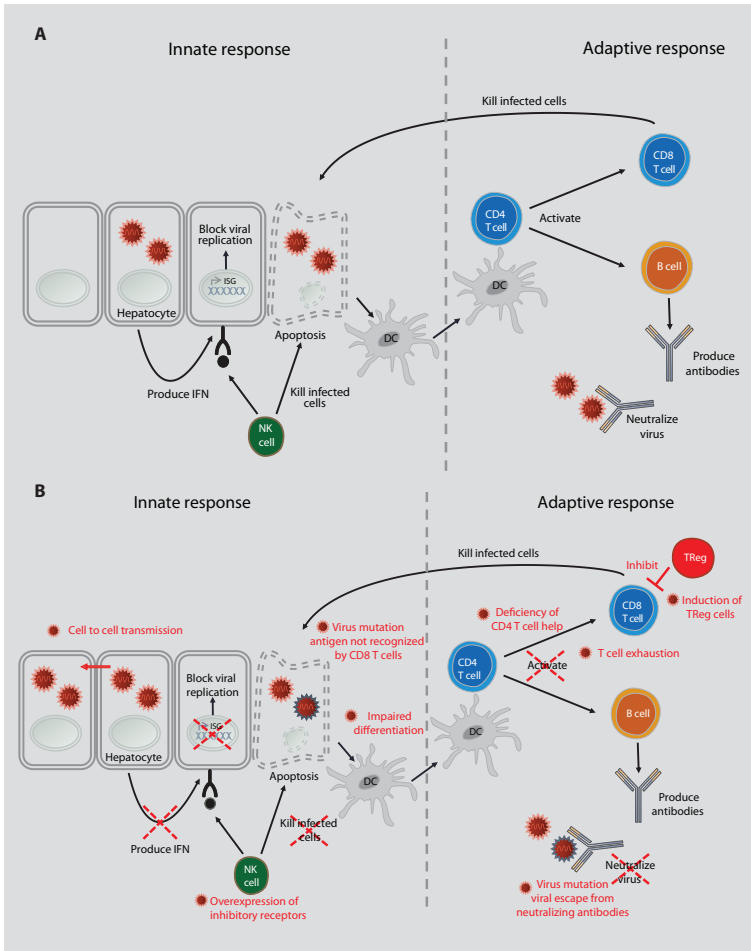 A
Innate response
Adaptive response
Kill infected cells
CD8
T cell
CD4
T cell
Activate
Block viral
replication
ISG
XXXXXX
B cell
DC
Hepatocyte
Apoptosis
DC
Produce
antibodies
Produce IFN
Kill infected
cells
Neutralize
virus
NK
cell
B
Innate response
Adaptive response
Kill infected cells
TReg
Inhibit
Induction of
TReg cells
CD8
T cell
Deficiency of
CD4 T cell help
Cell to cell transmission
Virus mutation
antigen not recognized
by CD8 T cells
T cell exhaustion
CD4
T cell
Activate
Block viral
replication
ISG
B cell
Impaired
differentiation
DC
Hepatocyte
Apoptosis
DC
Produce
antibodies
Produce IFN
Kill infected
cells
Neutralize
virus
NK
cell
Overexpression of
inhibitory receptors
Virus mutation
viral escape from
neutralizing antibodies